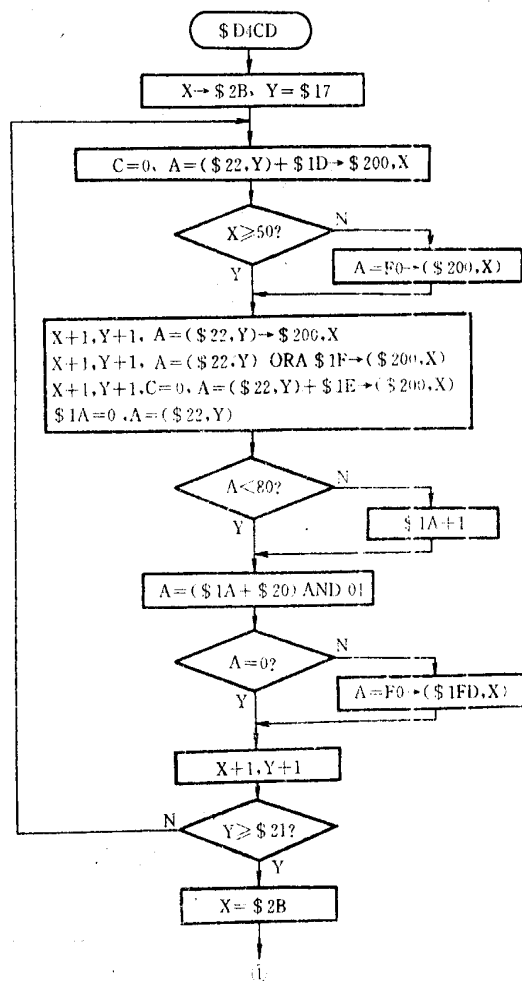 $D4CD
X→$2B、Y=$17
C=0、A=($22,Y)+$1D→$200,X
X≥50?
N
Y
A=F0→($200,X)
X+1,Y+1, A=($22,Y)→$200,X
X+1,Y+1, A=($22,Y) ORA $1F→($200,X)
X+1,Y+1,C=0、A=($22,Y)+$1E→($200,X)
$1A=0、A=($22,Y)
A<80?
N
Y
$1A+1
A=($1A+$20) AND 01
A=0?
N
Y
A=F0→($1FD,X)
X+1,Y+1
N
Y≥$21?
Y
X=$2B
(1)